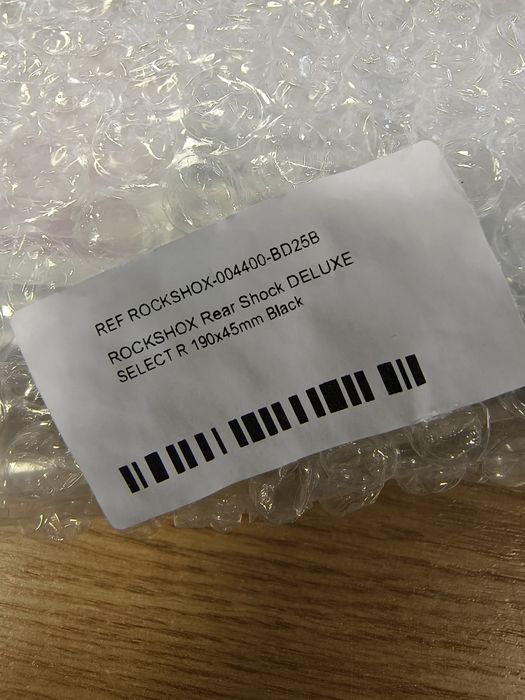 REF ROCKSHOX-004400-BD25B
ROCKSHOX Rear Shock DELUXE
SELECT R 190x45mm Black